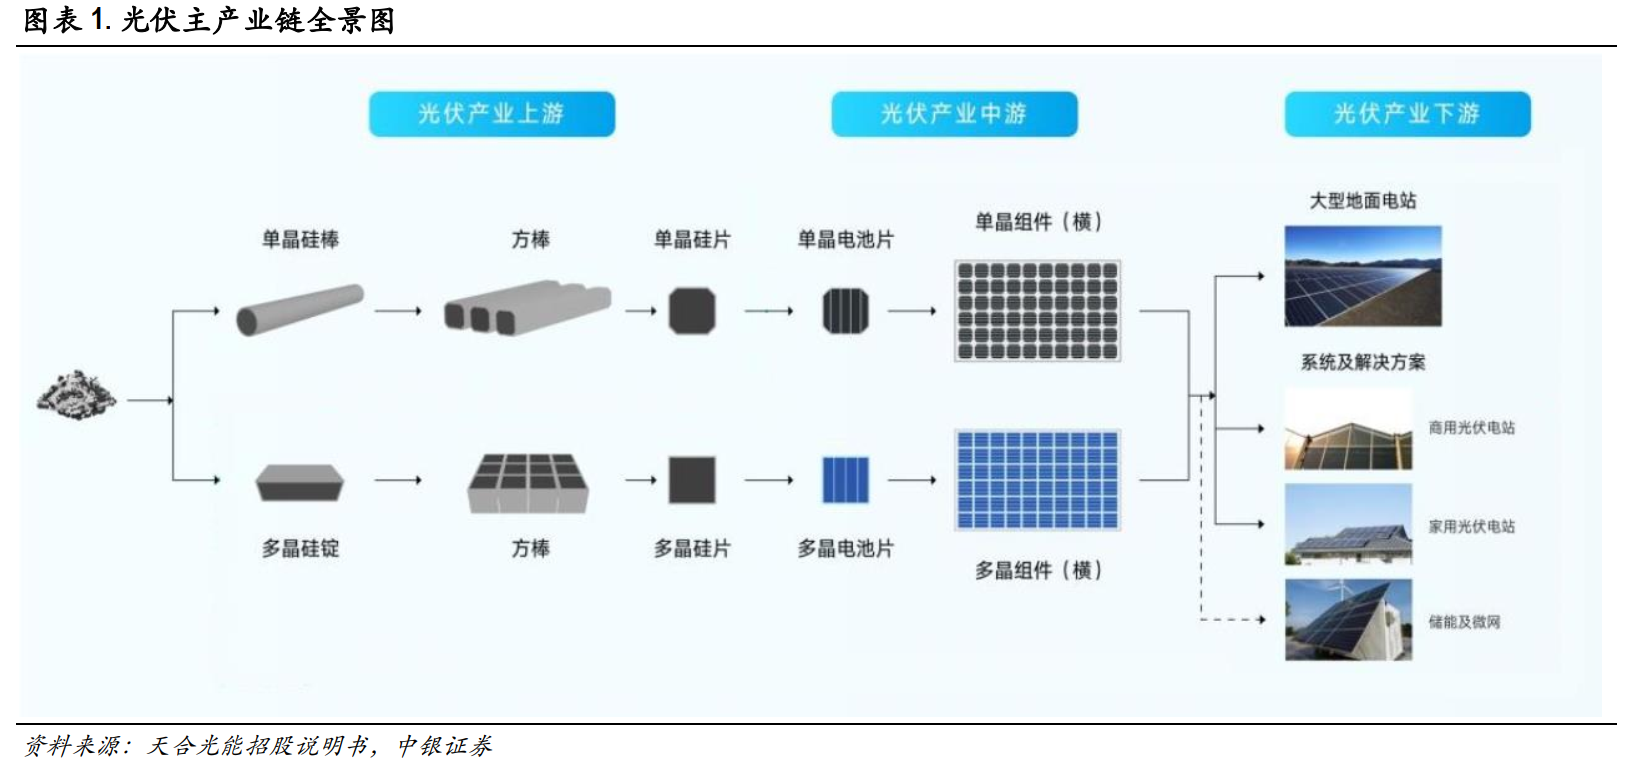 图表 1. 光伏主产业链全景图
光伏产业上游
光伏产业中游
光伏产业下游
单晶硅棒
方棒
单晶硅片
单晶电池片
单晶组件（横）
多晶硅锭
方棒
多晶硅片
多晶电池片
多晶组件（横）
大型地面电站
系统及解决方案
商用光伏电站
家用光伏电站
储能及微网
资料来源：天合光能招股说明书，中银证券